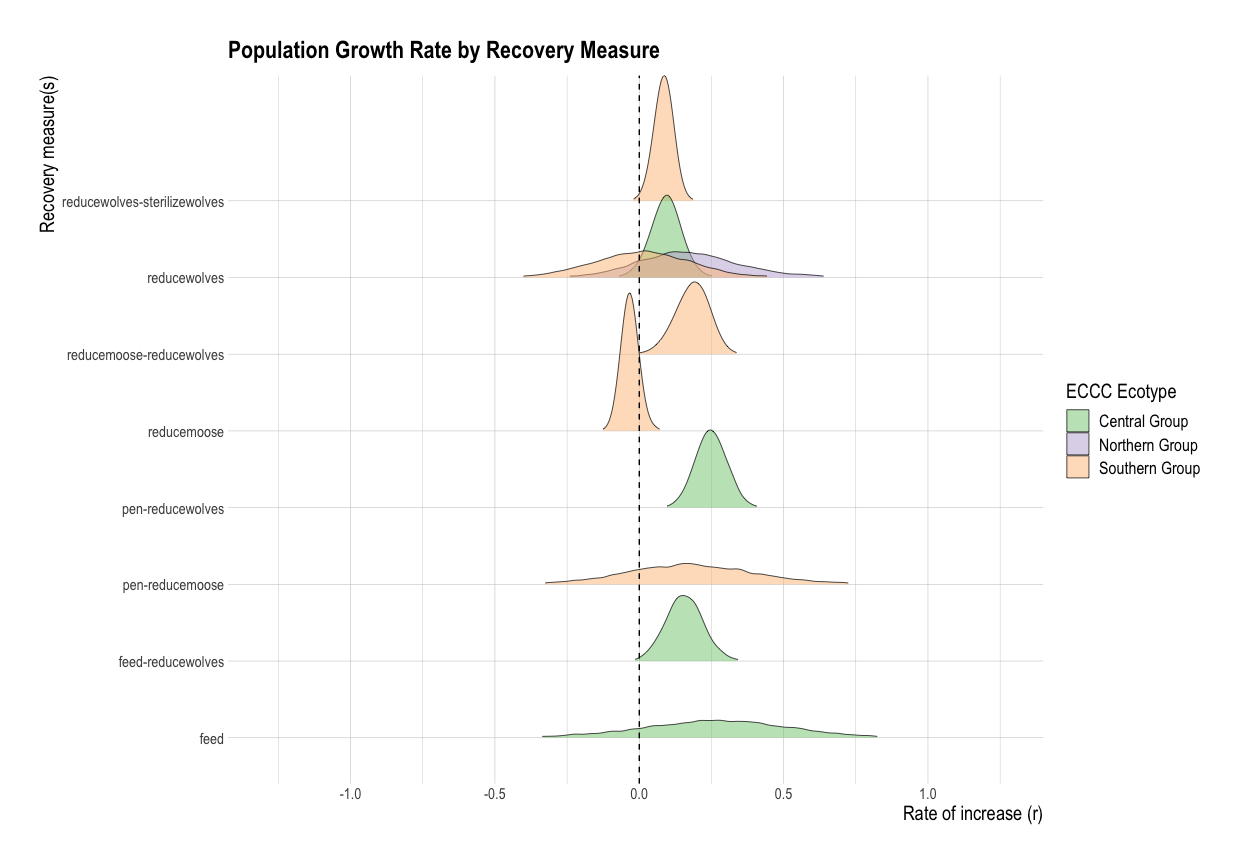 Population Growth Rate by Recovery Measure
Recovery measure(s)
reducewolves-sterilizewolves
reducewolves
reducemoose-reducewolves
reducemoose
pen-reducewolves
pen-reducemoose
feed-reducewolves
feed
-1.0
-0.5
0.0
0.5
1.0
Rate of increase (r)
ECCC Ecotype
Central Group
Northern Group
Southern Group